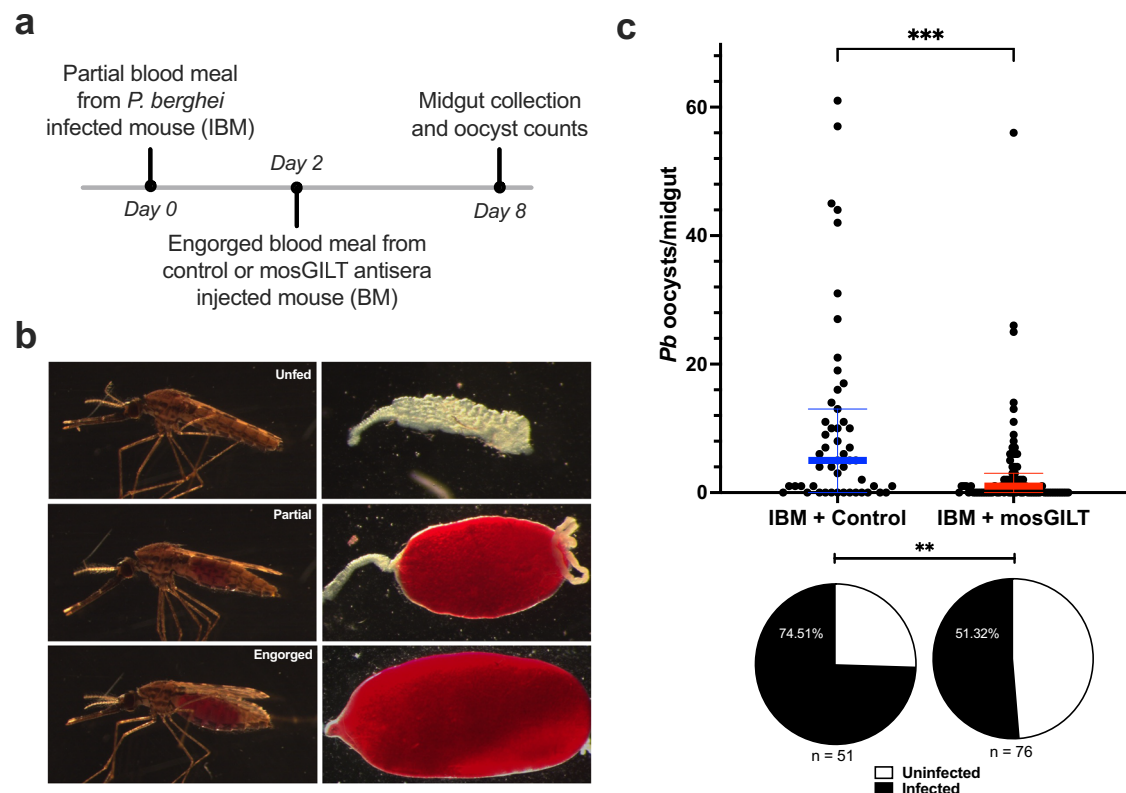 a
Partial blood meal
from P. berghei
infected mouse (IBM)
Midgut collection
and oocyst counts
Day 2
Day 0
Day 8
Engorged blood meal from
control or mosGILT antisera
injected mouse (BM)
b
Unfed
Partial
Engorged
c
***
Pb oocysts/midgut
60
40
20
0
IBM + Control
IBM + mosGILT
**
74.51%
51.32%
n = 51
n = 76
Uninfected
Infected